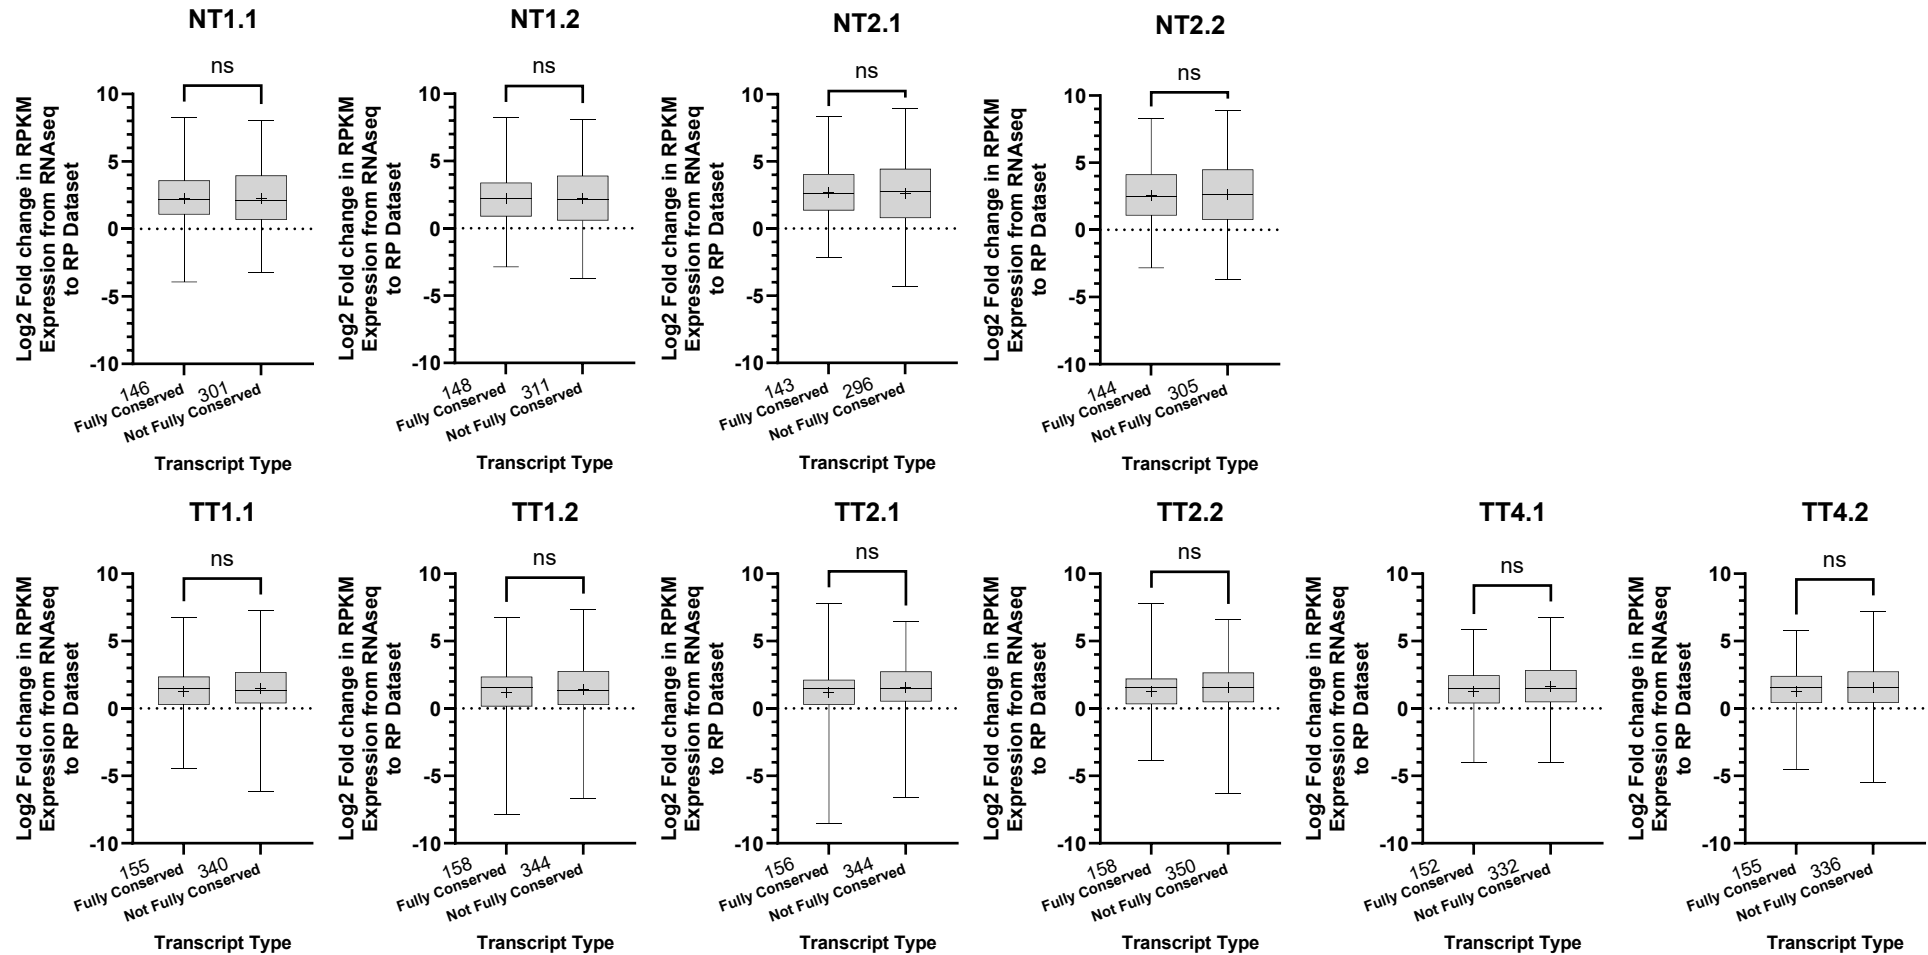 NT1.1
ns
Log2 Fold change in RPKM
Expression from RNAseq
to RP Dataset
10
5
0
-5
-10
146
Fully Conserved
301
Not Fully Conserved
Transcript Type
NT1.2
ns
Log2 Fold change in RPKM
Expression from RNAseq
to RP Dataset
10
5
0
-5
-10
148
Fully Conserved
311
Not Fully Conserved
Transcript Type
NT2.1
ns
Log2 Fold change in RPKM
Expression from RNAseq
to RP Dataset
10
5
0
-5
-10
143
Fully Conserved
296
Not Fully Conserved
Transcript Type
NT2.2
ns
Log2 Fold change in RPKM
Expression from RNAseq
to RP Dataset
10
5
0
-5
-10
144
Fully Conserved
305
Not Fully Conserved
Transcript Type
TT1.1
ns
Log2 Fold change in RPKM
Expression from RNAseq
to RP Dataset
10
5
0
-5
-10
155
Fully Conserved
340
Not Fully Conserved
Transcript Type
TT1.2
ns
Log2 Fold change in RPKM
Expression from RNAseq
to RP Dataset
10
5
0
-5
-10
158
Fully Conserved
344
Not Fully Conserved
Transcript Type
TT2.1
ns
Log2 Fold change in RPKM
Expression from RNAseq
to RP Dataset
10
5
0
-5
-10
156
Fully Conserved
344
Not Fully Conserved
Transcript Type
TT2.2
ns
Log2 Fold change in RPKM
Expression from RNAseq
to RP Dataset
10
5
0
-5
-10
158
Fully Conserved
350
Not Fully Conserved
Transcript Type
TT4.1
ns
Log2 Fold change in RPKM
Expression from RNAseq
to RP Dataset
10
5
0
-5
-10
152
Fully Conserved
332
Not Fully Conserved
Transcript Type
TT4.2
ns
Log2 Fold change in RPKM
Expression from RNAseq
to RP Dataset
10
5
0
-5
-10
155
Fully Conserved
336
Not Fully Conserved
Transcript Type